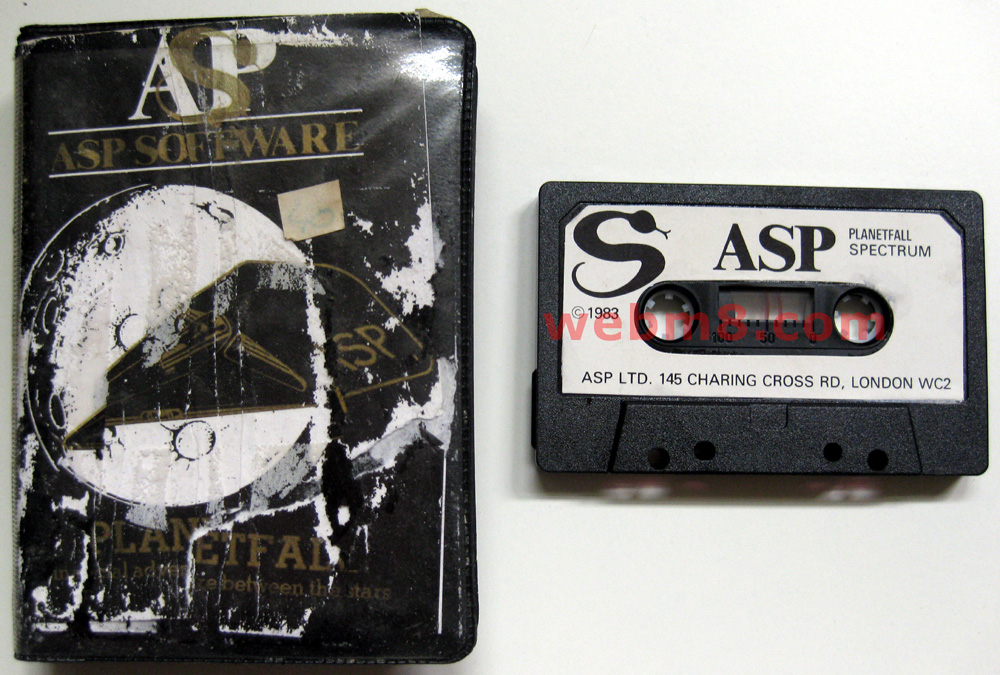 ASP
ASP SOFTWARE
ASP
PLANETFALL
between the stars
ASP
PLANETFALL
SPECTRUM
© 1983
webm8.com
100 50
ASP LTD. 145 CHARING CROSS RD, LONDON WC2